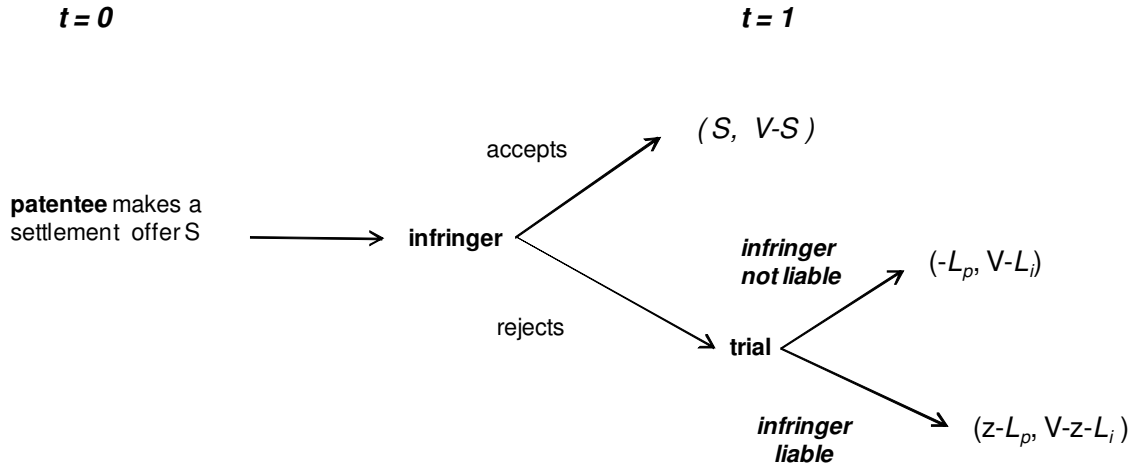 t = 0
t = 1
accepts
(S, V-S)
patentee makes a
settlement offer S
infringer
infringer
not liable
(-Lp, V-Li)
rejects
trial
infringer
liable
(z-Lp, V-z-Li)